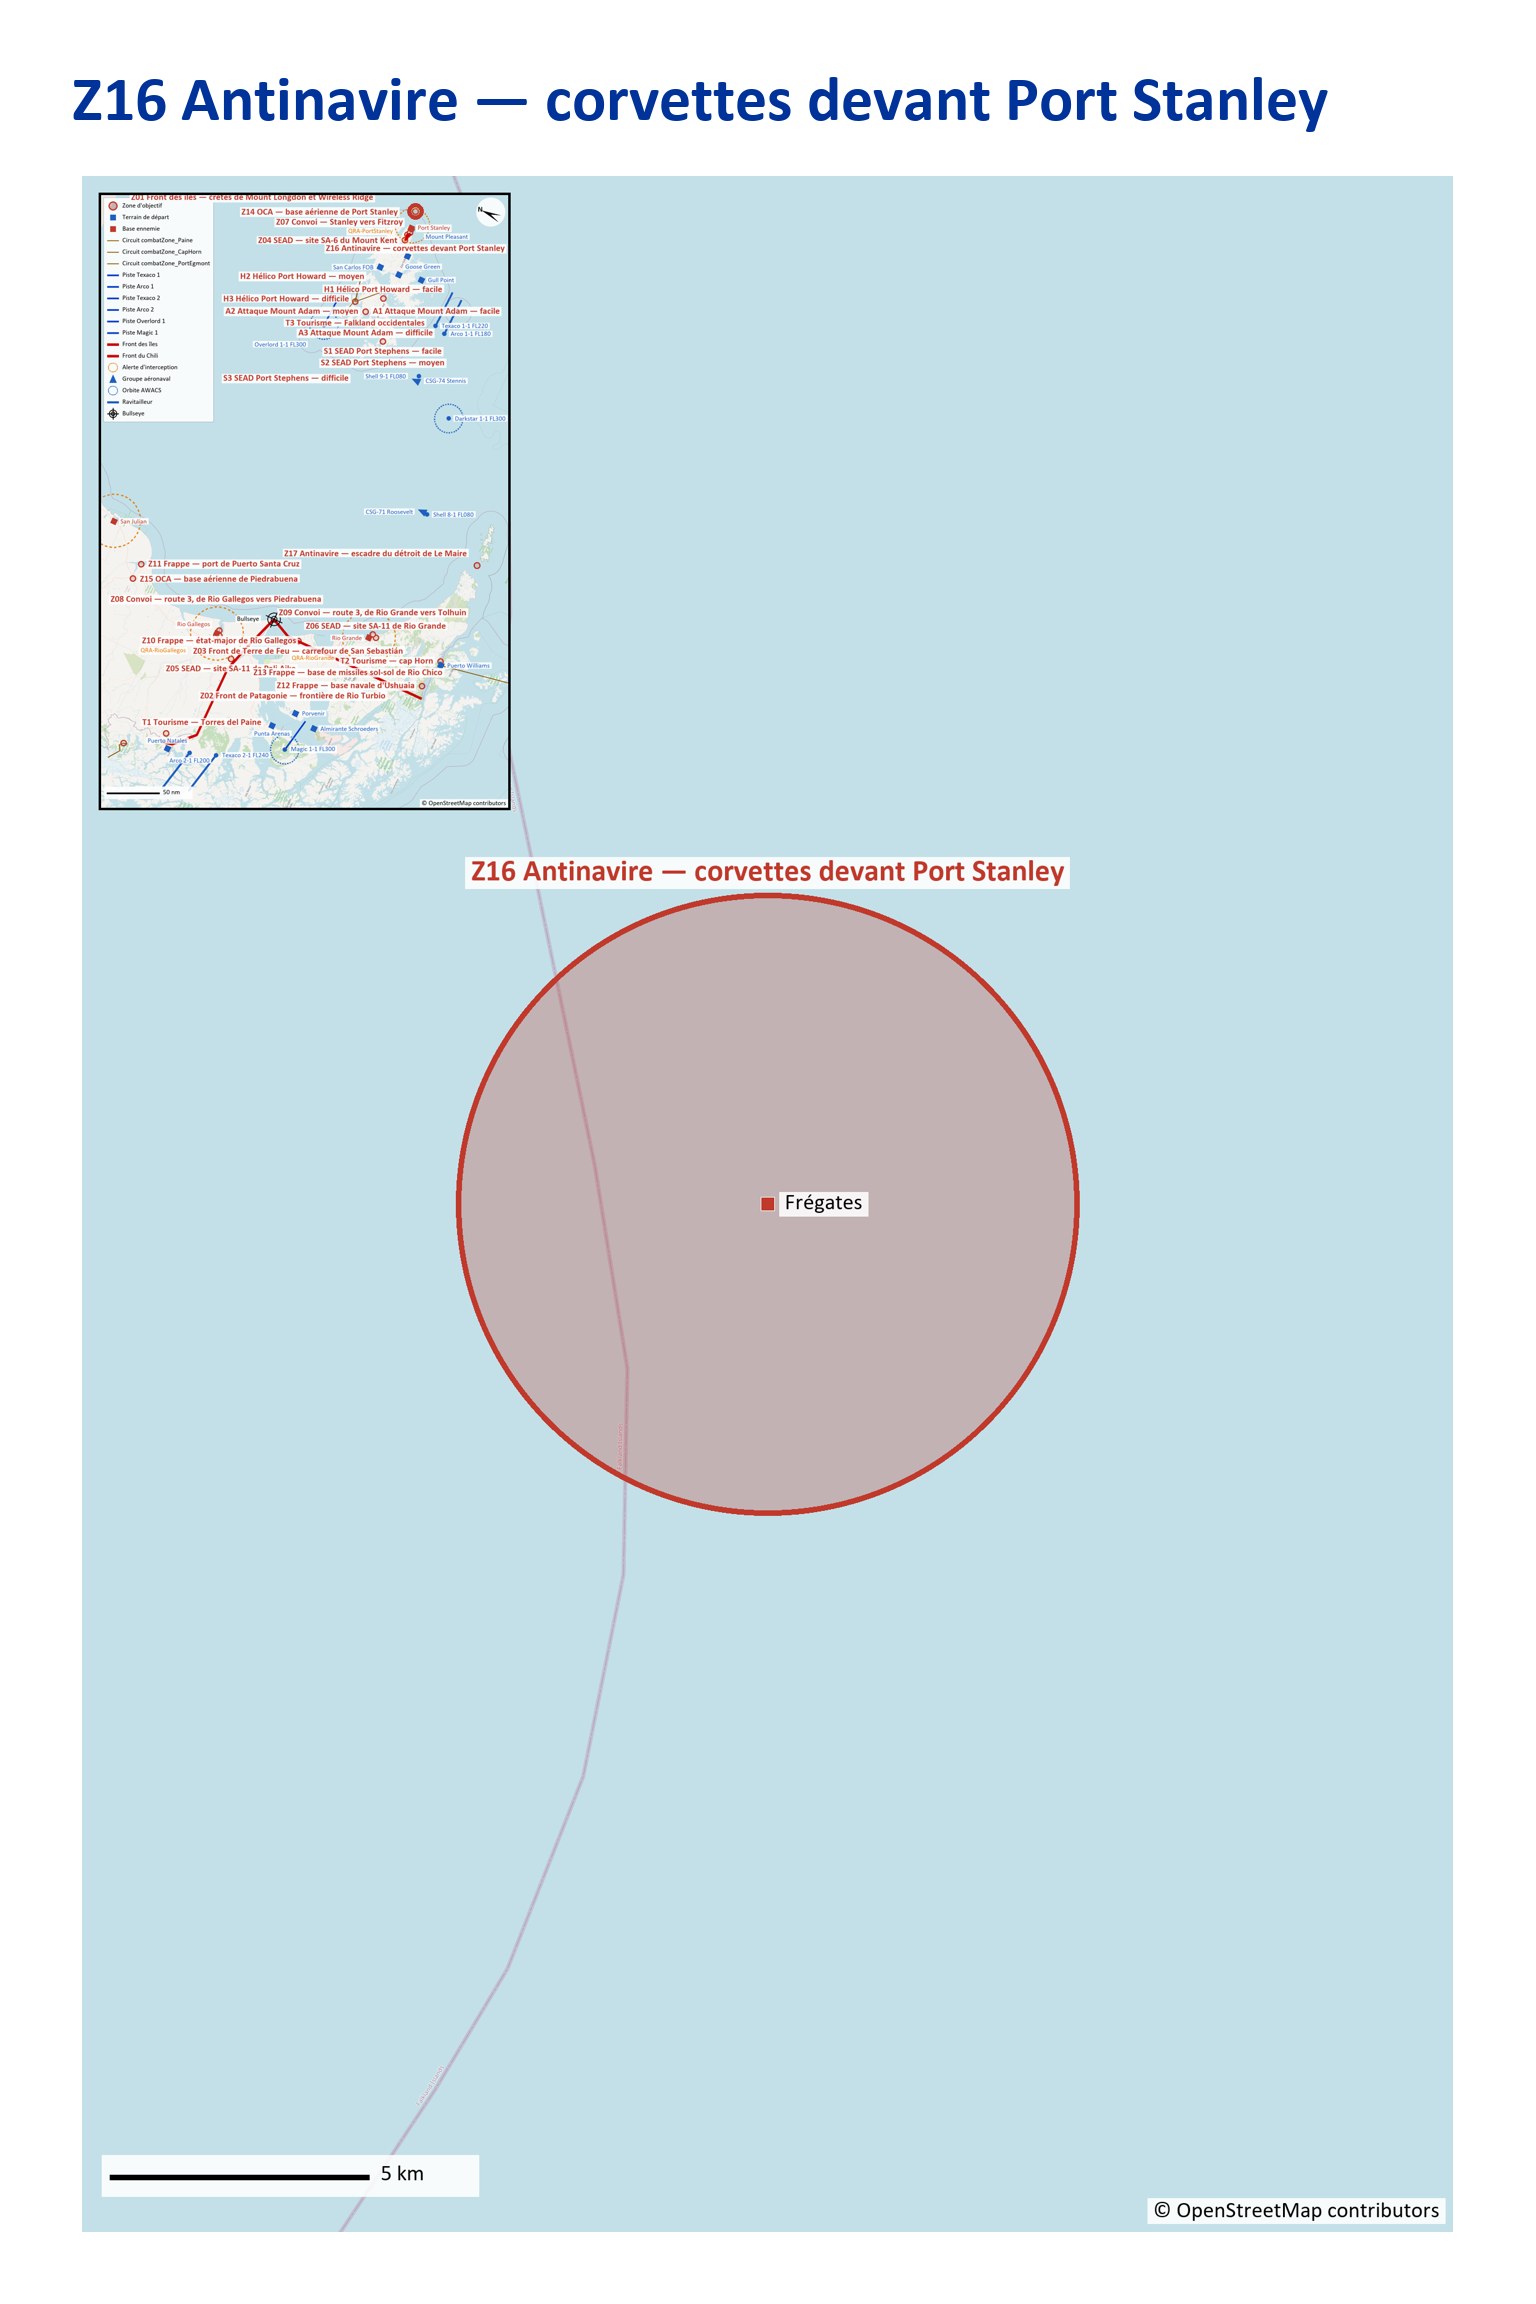 Z16 Antinavire — corvettes devant Port Stanley
Z01 Front des îles — crêtes de Mount Longdon et Wireless Ridge
Zone d'objectif
Terrain de départ
Base ennemie
Circuit combatZone_Paine
Circuit combatZone_CapHorn
Circuit combatZone_PortEgmont
Piste Texaco 1
Piste Arco 1
Piste Texaco 2
Piste Arco 2
Piste Overlord 1
Piste Magic 1
Front des îles
Front du Chili
Alerte d'interception
Groupe aéronaval
Orbite AWACS
Ravitailleur
Bullseye
N
Z14 OCA — base aérienne de Port Stanley
Z07 Convoi — Stanley vers Fitzroy
Port Stanley
QRA-PortStanley
Mount Pleasant
Z04 SEAD — site SA-6 du Mount Kent
Z16 Antinavire — corvettes devant Port Stanley
San Carlos FOB
Goose Green
H2 Hélico Port Howard — moyen
Gull Point
H1 Hélico Port Howard — facile
H3 Hélico Port Howard — difficile
A2 Attaque Mount Adam — moyen
A1 Attaque Mount Adam — facile
T3 Tourisme — Falkland occidentales
Texaco 1-1 FL220
A3 Attaque Mount Adam — difficile
Arco 1-1 FL180
Overlord 1-1 FL300
S1 SEAD Port Stephens — facile
S2 SEAD Port Stephens — moyen
S3 SEAD Port Stephens — difficile
Shell 9-1 FL080
CSG-74 Stennis
Darkstar 1-1 FL300
CSG-71 Roosevelt
Shell 8-1 FL080
San Julian
Z17 Antinavire — escadre du détroit de Le Maire
Z11 Frappe — port de Puerto Santa Cruz
Z15 OCA — base aérienne de Piedrabuena
Z08 Convoi — route 3, de Rio Gallegos vers Piedrabuena
Z09 Convoi — route 3, de Rio Grande vers Tolhuin
Bullseye
Rio Gallegos
Z06 SEAD — site SA-11 de Rio Grande
Rio Grande
Z10 Frappe — état-major de Rio Gallegos
QRA-RioGallegos
Z03 Front de Terre de Feu — carrefour de San Sebastián
QRA-RioGrande
T2 Tourisme — cap Horn
Puerto Williams
Z05 SEAD — site SA-11 de
Z13 Frappe — base de missiles sol-sol de Rio Chico
Z12 Frappe — base navale d'Ushuaia
Z02 Front de Patagonie — frontière de Rio Turbio
Porvenir
T1 Tourisme — Torres del Paine
Punta Arenas
Almirante Schroeders
Puerto Natales
Magic 1-1 FL300
Texaco 2-1 FL240
Arco 2-1 FL200
50 nm
© OpenStreetMap contributors
Z16 Antinavire — corvettes devant Port Stanley
Frégates
5 km
© OpenStreetMap contributors